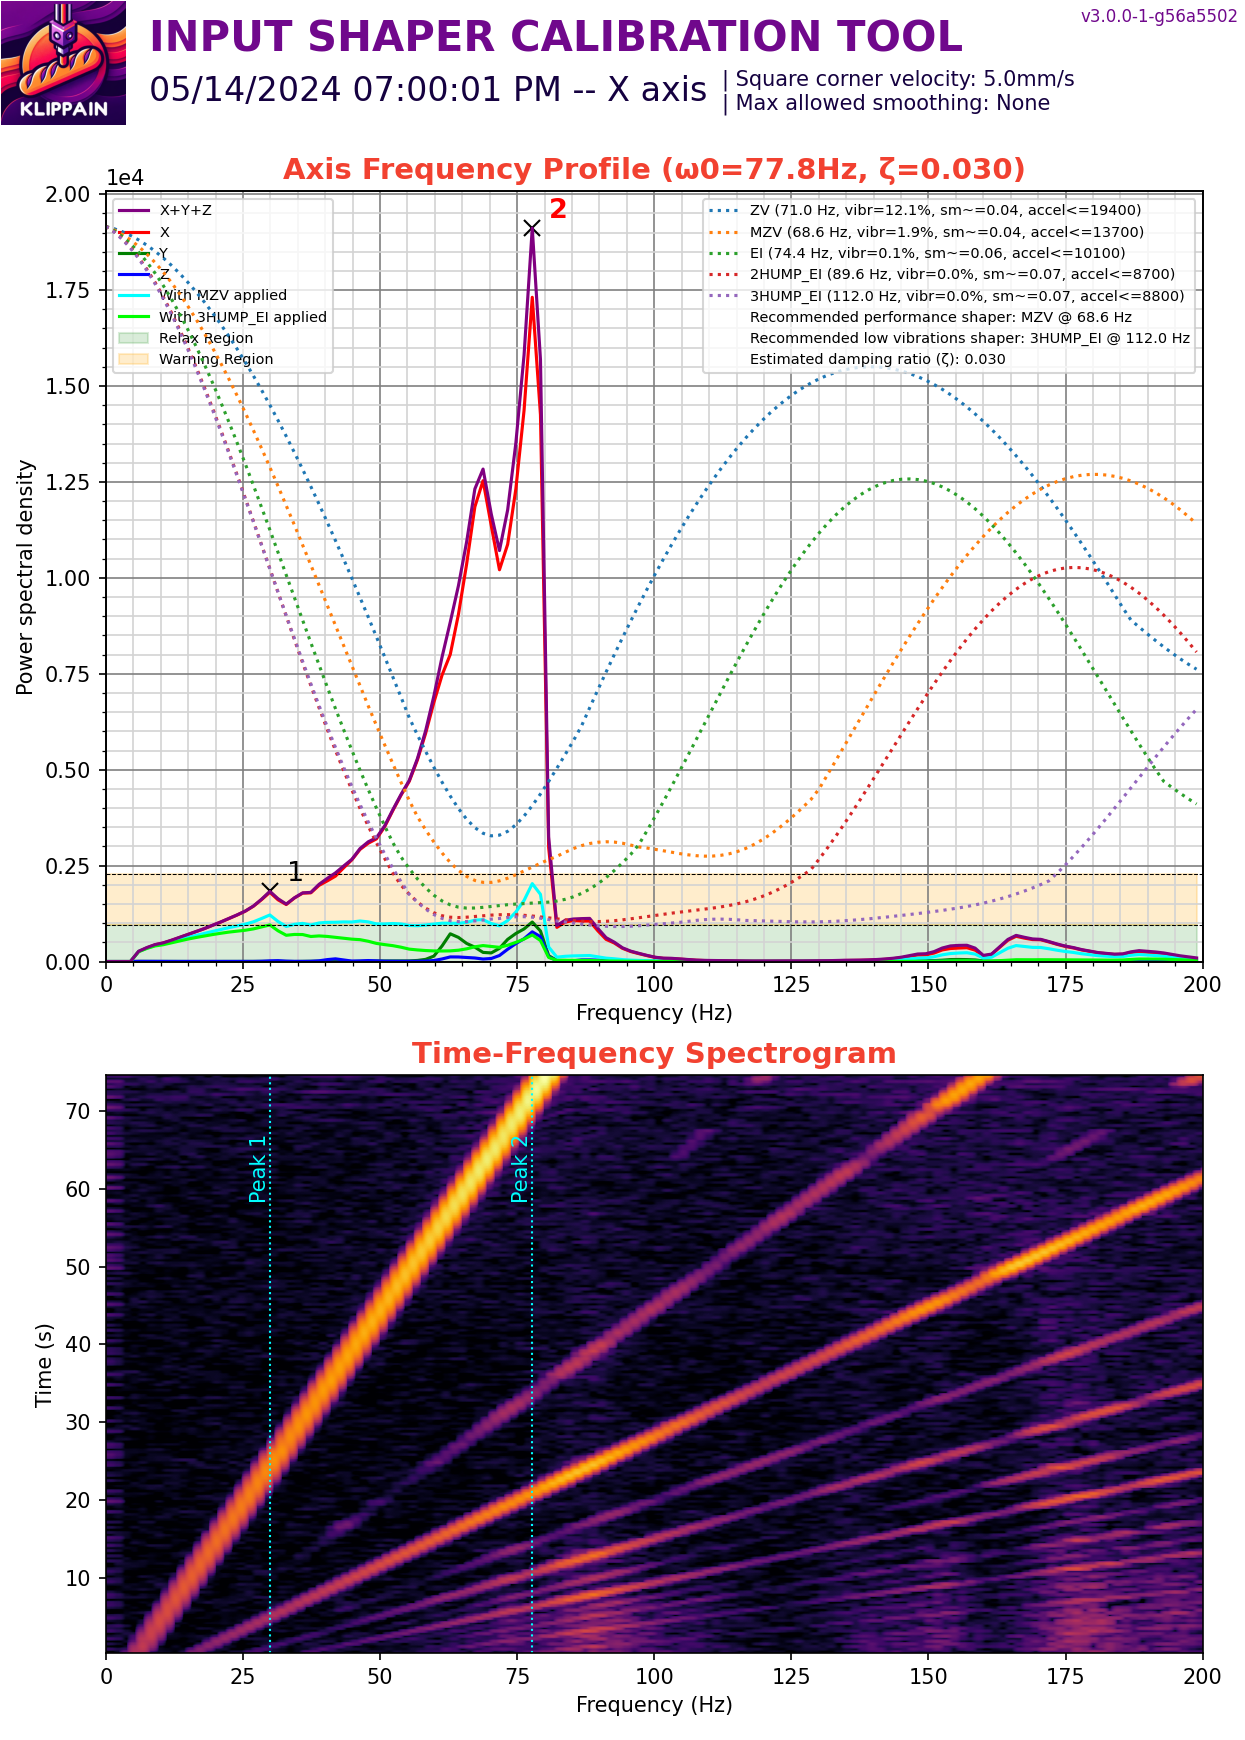 v3.0.0-1-g56a5502
INPUT SHAPER CALIBRATION TOOL
05/14/2024 07:00:01 PM -- X axis
| Square corner velocity: 5.0mm/s
| Max allowed smoothing: None
KLIPPAIN
Axis Frequency Profile (ω0=77.8Hz, ζ=0.030)
1e4
2.00
1.75
1.50
1.25
1.00
0.75
0.50
0.25
0.00
Power spectral density
X+Y+Z
X
Y
Z
With MZV applied
With 3HUMP_EI applied
Relax Region
Warning Region
2
1
ZV (71.0 Hz, vibr=12.1%, sm~=0.04, accel<=19400)
MZV (68.6 Hz, vibr=1.9%, sm~=0.04, accel<=13700)
EI (74.4 Hz, vibr=0.1%, sm~=0.06, accel<=10100)
2HUMP_EI (89.6 Hz, vibr=0.0%, sm~=0.07, accel<=8700)
3HUMP_EI (112.0 Hz, vibr=0.0%, sm~=0.07, accel<=8800)
Recommended performance shaper: MZV @ 68.6 Hz
Recommended low vibrations shaper: 3HUMP_EI @ 112.0 Hz
Estimated damping ratio (ζ): 0.030
0 25 50 75 100 125 150 175 200
Frequency (Hz)
Time-Frequency Spectrogram
70
60
50
40
30
20
10
Time (s)
Peak 1
Peak 2
0 25 50 75 100 125 150 175 200
Frequency (Hz)